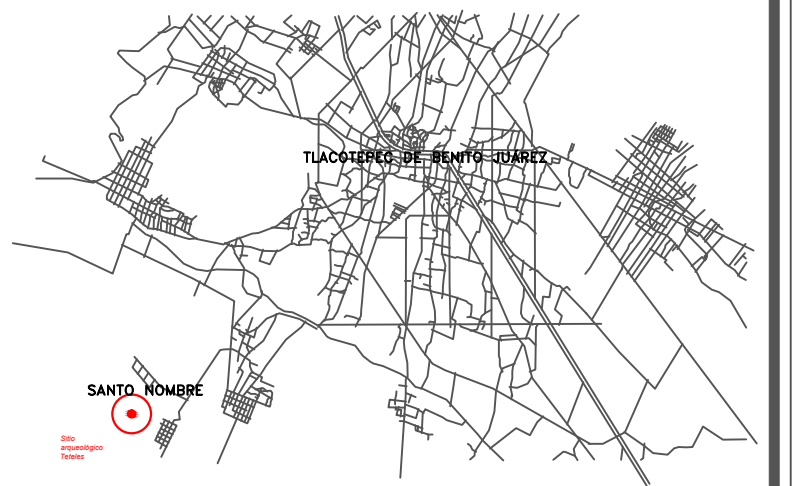 TLACOTEPEC DE BENITO JUAREZ
SANTO NOMBRE
Sitio
arqueológico
Teteles